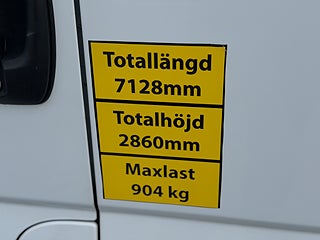 Totallängd
7128mm
Totalhöjd
2860mm
Maxlast
904 kg